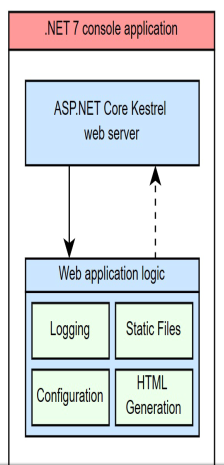 .NET 7 console application
ASP.NET Core Kestrel
web server
Web application logic
Logging
Static Files
Configuration
HTML
Generation